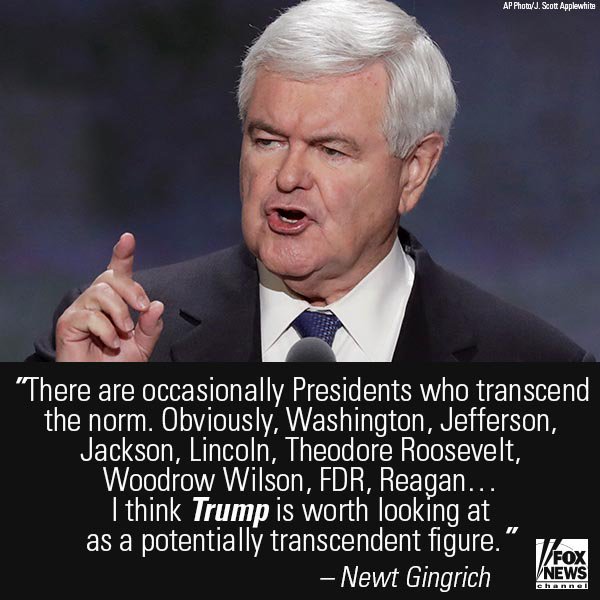 AP Photo/J. Scott Applewhite
"There are occasionally Presidents who transcend
the norm. Obviously, Washington, Jefferson,
Jackson, Lincoln, Theodore Roosevelt,
Woodrow Wilson, FDR, Reagan...
I think Trump is worth looking at
as a potentially transcendent figure."
– Newt Gingrich
FOX
NEWS
channel